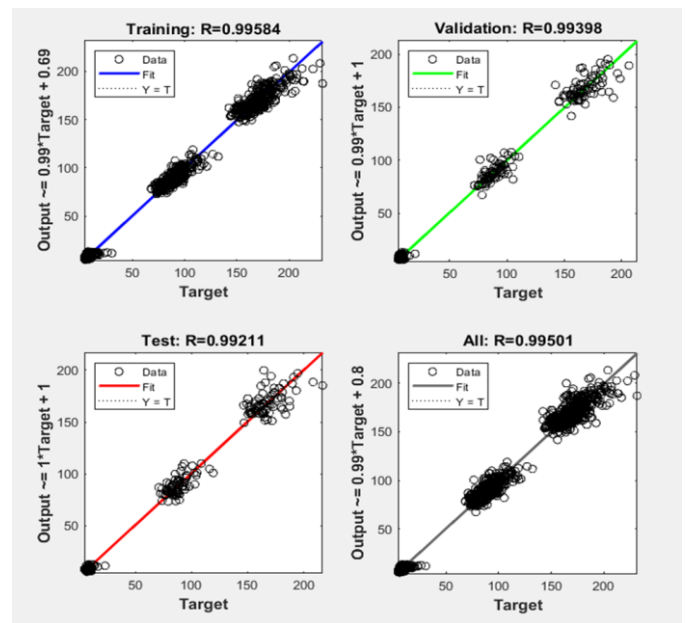 Training: R=0.99584
Output ~= 0.99*Target + 0.69
200
150
100
50
Data
Fit
Y = T
50 100 150 200
Target
Validation: R=0.99398
Output ~= 0.99*Target + 1
200
150
100
50
Data
Fit
Y = T
50 100 150 200
Target
Test: R=0.99211
Output ~= 1*Target + 1
200
150
100
50
Data
Fit
Y = T
50 100 150 200
Target
All: R=0.99501
Output ~= 0.99*Target + 0.8
200
150
100
50
Data
Fit
Y = T
50 100 150 200
Target